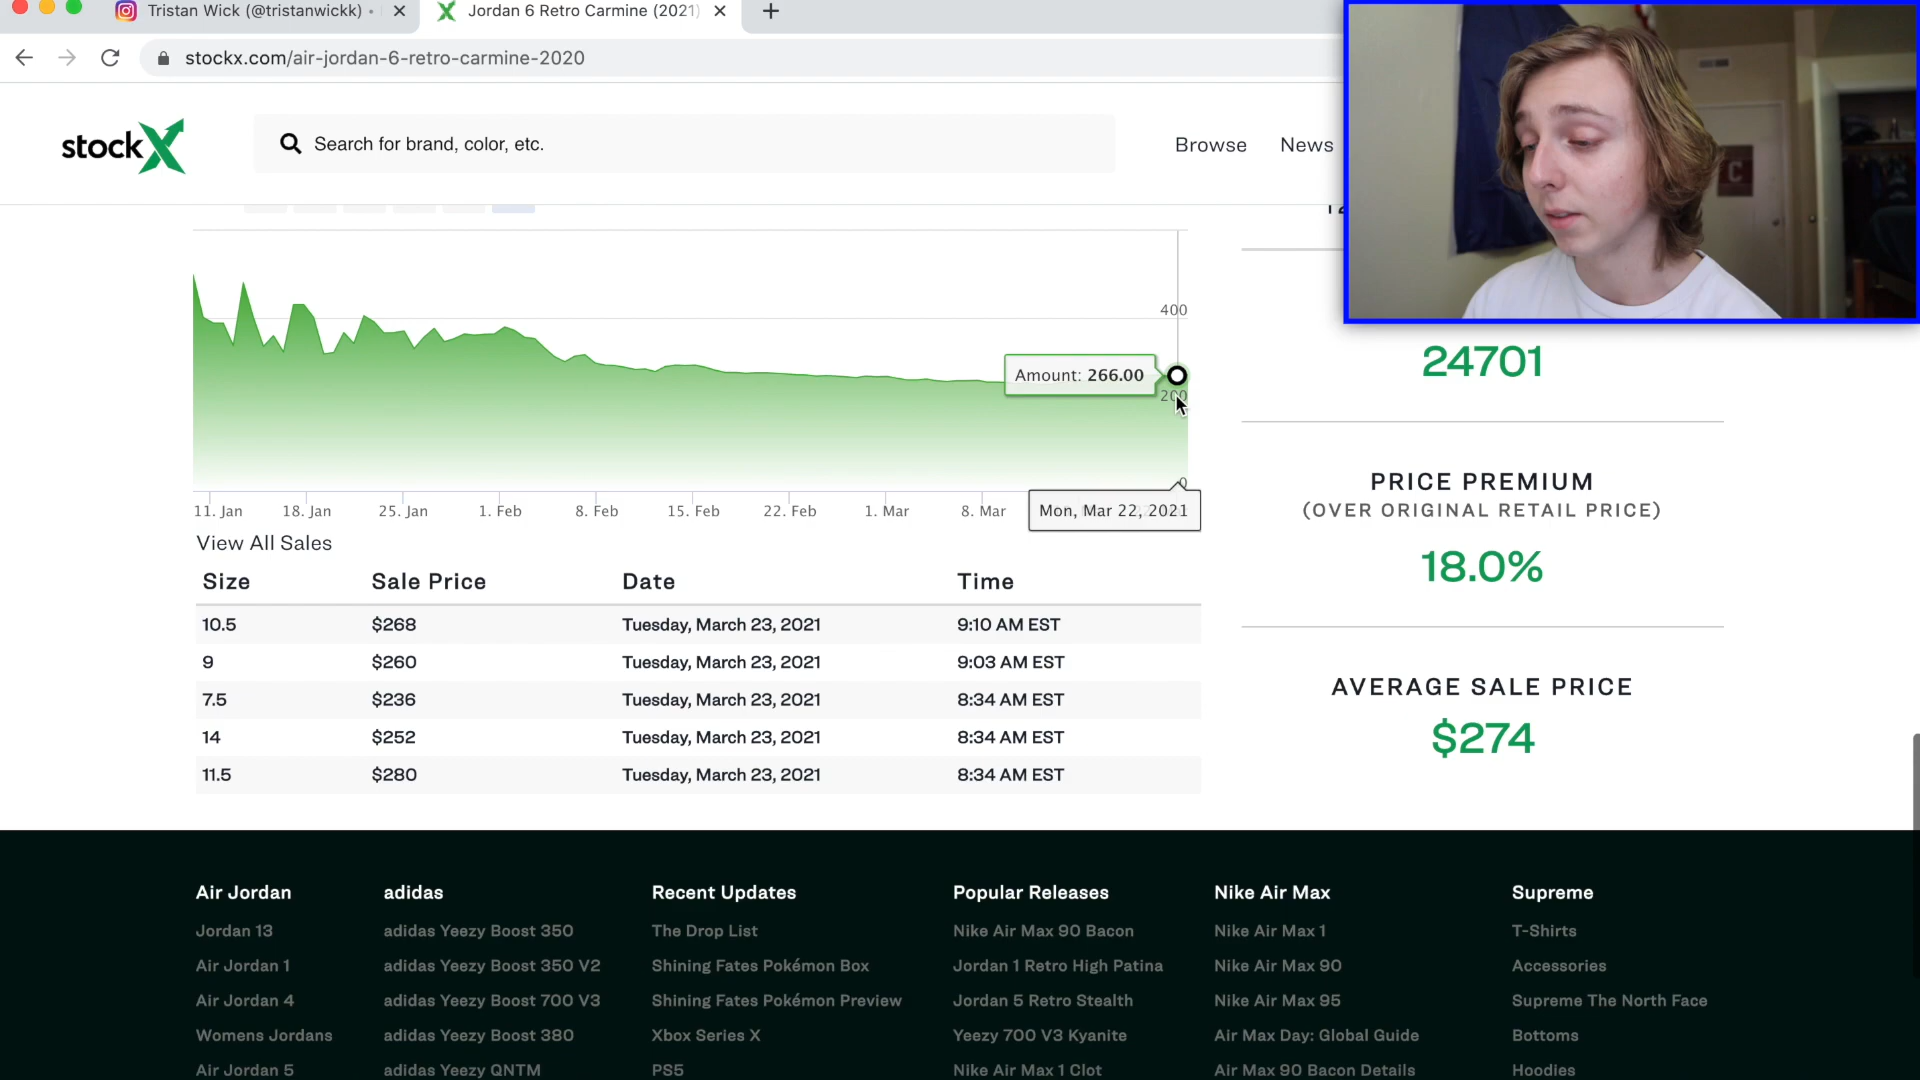 Tristan Wick (@tristanwickk) •
Jordan 6 Retro Carmine (2021)
stockx.com/air-jordan-6-retro-carmine-2020
stockX
Search for brand, color, etc.
Browse
News
C
400
Amount: 266.00
200
0
11. Jan 18. Jan 25. Jan 1. Feb 8. Feb 15. Feb 22. Feb 1. Mar 8. Mar
Mon, Mar 22, 2021
24701
PRICE PREMIUM
(OVER ORIGINAL RETAIL PRICE)
18.0%
AVERAGE SALE PRICE
$274
View All Sales
Size Sale Price Date Time
10.5 $268 Tuesday, March 23, 2021 9:10 AM EST
9 $260 Tuesday, March 23, 2021 9:03 AM EST
7.5 $236 Tuesday, March 23, 2021 8:34 AM EST
14 $252 Tuesday, March 23, 2021 8:34 AM EST
11.5 $280 Tuesday, March 23, 2021 8:34 AM EST
Air Jordan
Jordan 13
Air Jordan 1
Air Jordan 4
Womens Jordans
Air Jordan 5
adidas
adidas Yeezy Boost 350
adidas Yeezy Boost 350 V2
adidas Yeezy Boost 700 V3
adidas Yeezy Boost 380
adidas Yeezy QNTM
Recent Updates
The Drop List
Shining Fates Pokémon Box
Shining Fates Pokémon Preview
Xbox Series X
PS5
Popular Releases
Nike Air Max 90 Bacon
Jordan 1 Retro High Patina
Jordan 5 Retro Stealth
Yeezy 700 V3 Kyanite
Nike Air Max 1 Clot
Nike Air Max
Nike Air Max 1
Nike Air Max 90
Nike Air Max 95
Air Max Day: Global Guide
Air Max 90 Bacon Details
Supreme
T-Shirts
Accessories
Supreme The North Face
Bottoms
Hoodies